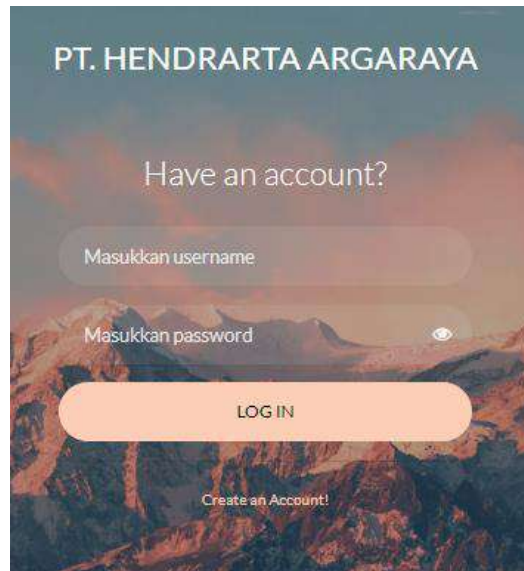 PT. HENDRARTA ARGARAYA
Have an account?
Masukkan username
Masukkan password
LOG IN
Create an Account!